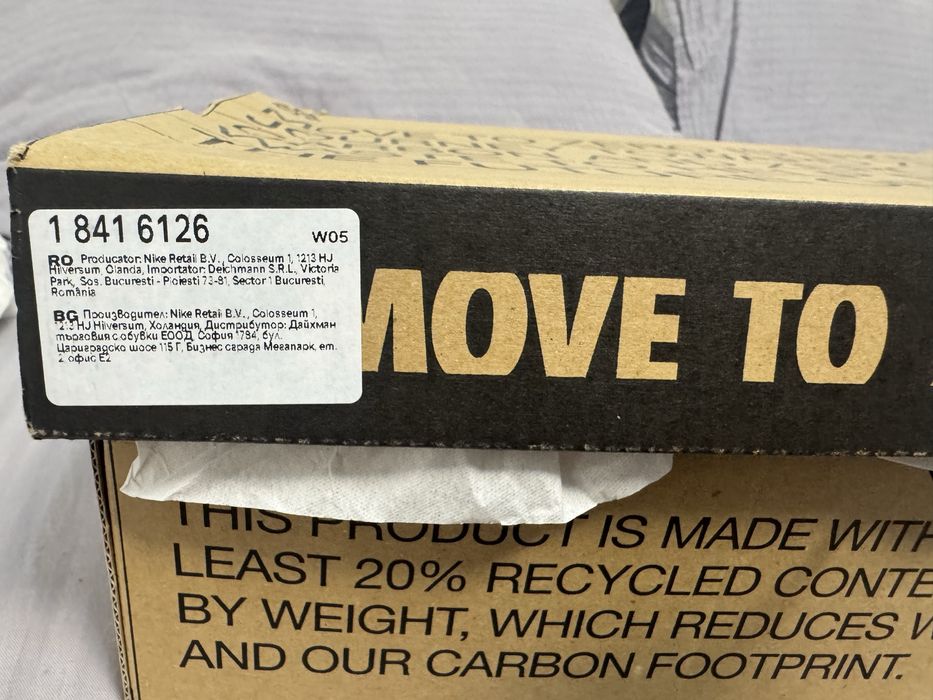 1 841 6126
W05
RO Producator: Nike Retail B.V., Colosseum 1, 1213 HJ
Hilversum, Olanda, Importator: Deichmann S.R.L., Victoria
Park, Sos. Bucuresti - Ploiesti 73-81, Sector 1 Bucuresti,
România
BG Производител: Nike Retail B.V., Colosseum 1,
1213 HJ Hilversum, Холандия, Дистрибутор: Дайхман
търговия с обувки ЕООД, София 1784, бул.
Цариградско шосе 115 Г, Бизнес сграда Мегапарк, ет.
2 офис Е2
MOVE TO
THIS PRODUCT IS MADE WITH
LEAST 20% RECYCLED CONTE
BY WEIGHT, WHICH REDUCES W
AND OUR CARBON FOOTPRINT.